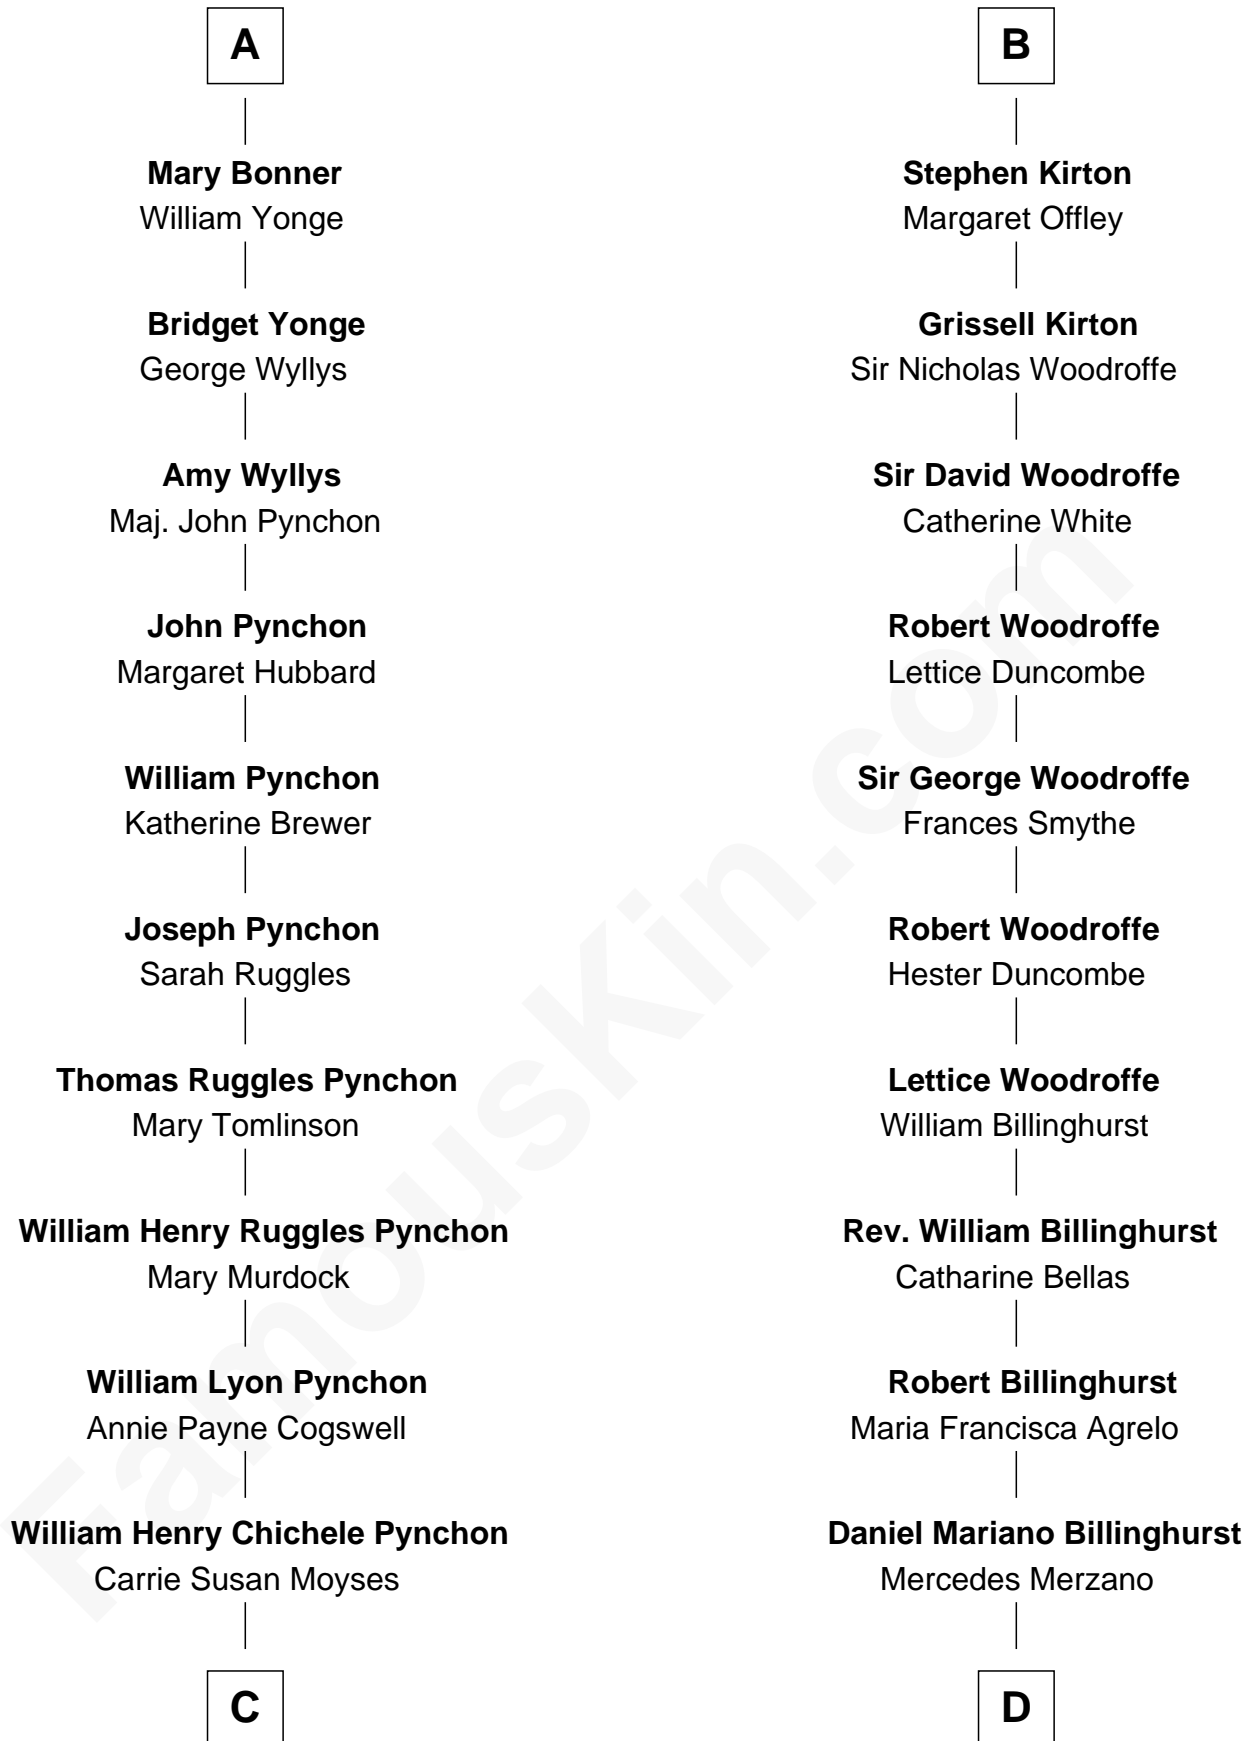 A
Mary Bonner
William Yonge
Bridget Yonge
George Wyllys
Amy Wyllys
Maj. John Pynchon
John Pynchon
Margaret Hubbard
William Pynchon
Katherine Brewer
Joseph Pynchon
Sarah Ruggles
Thomas Ruggles Pynchon
Mary Tomlinson
William Henry Ruggles Pynchon
Mary Murdock
William Lyon Pynchon
Annie Payne Cogswell
William Henry Chichele Pynchon
Carrie Susan Moyses
C
B
Stephen Kirton
Margaret Offley
Grissell Kirton
Sir Nicholas Woodroffe
Sir David Woodroffe
Catherine White
Robert Woodroffe
Lettice Duncombe
Sir George Woodroffe
Frances Smythe
Robert Woodroffe
Hester Duncombe
Lettice Woodroffe
William Billinghurst
Rev. William Billinghurst
Catharine Bellas
Robert Billinghurst
Maria Francisca Agrelo
Daniel Mariano Billinghurst
Mercedes Merzano
D
FamousKin.com